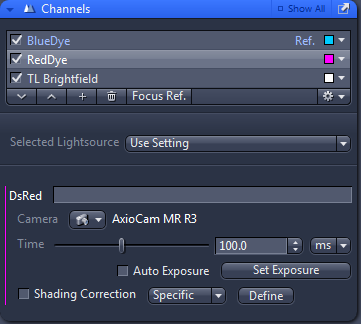 Channels Show All
BlueDye Ref.
RedDye
TL Brightfield
Focus Ref.
Selected Lightsource Use Setting
DsRed
Camera AxioCam MR R3
Time 100.0 ms
Auto Exposure Set Exposure
Shading Correction Specific Define